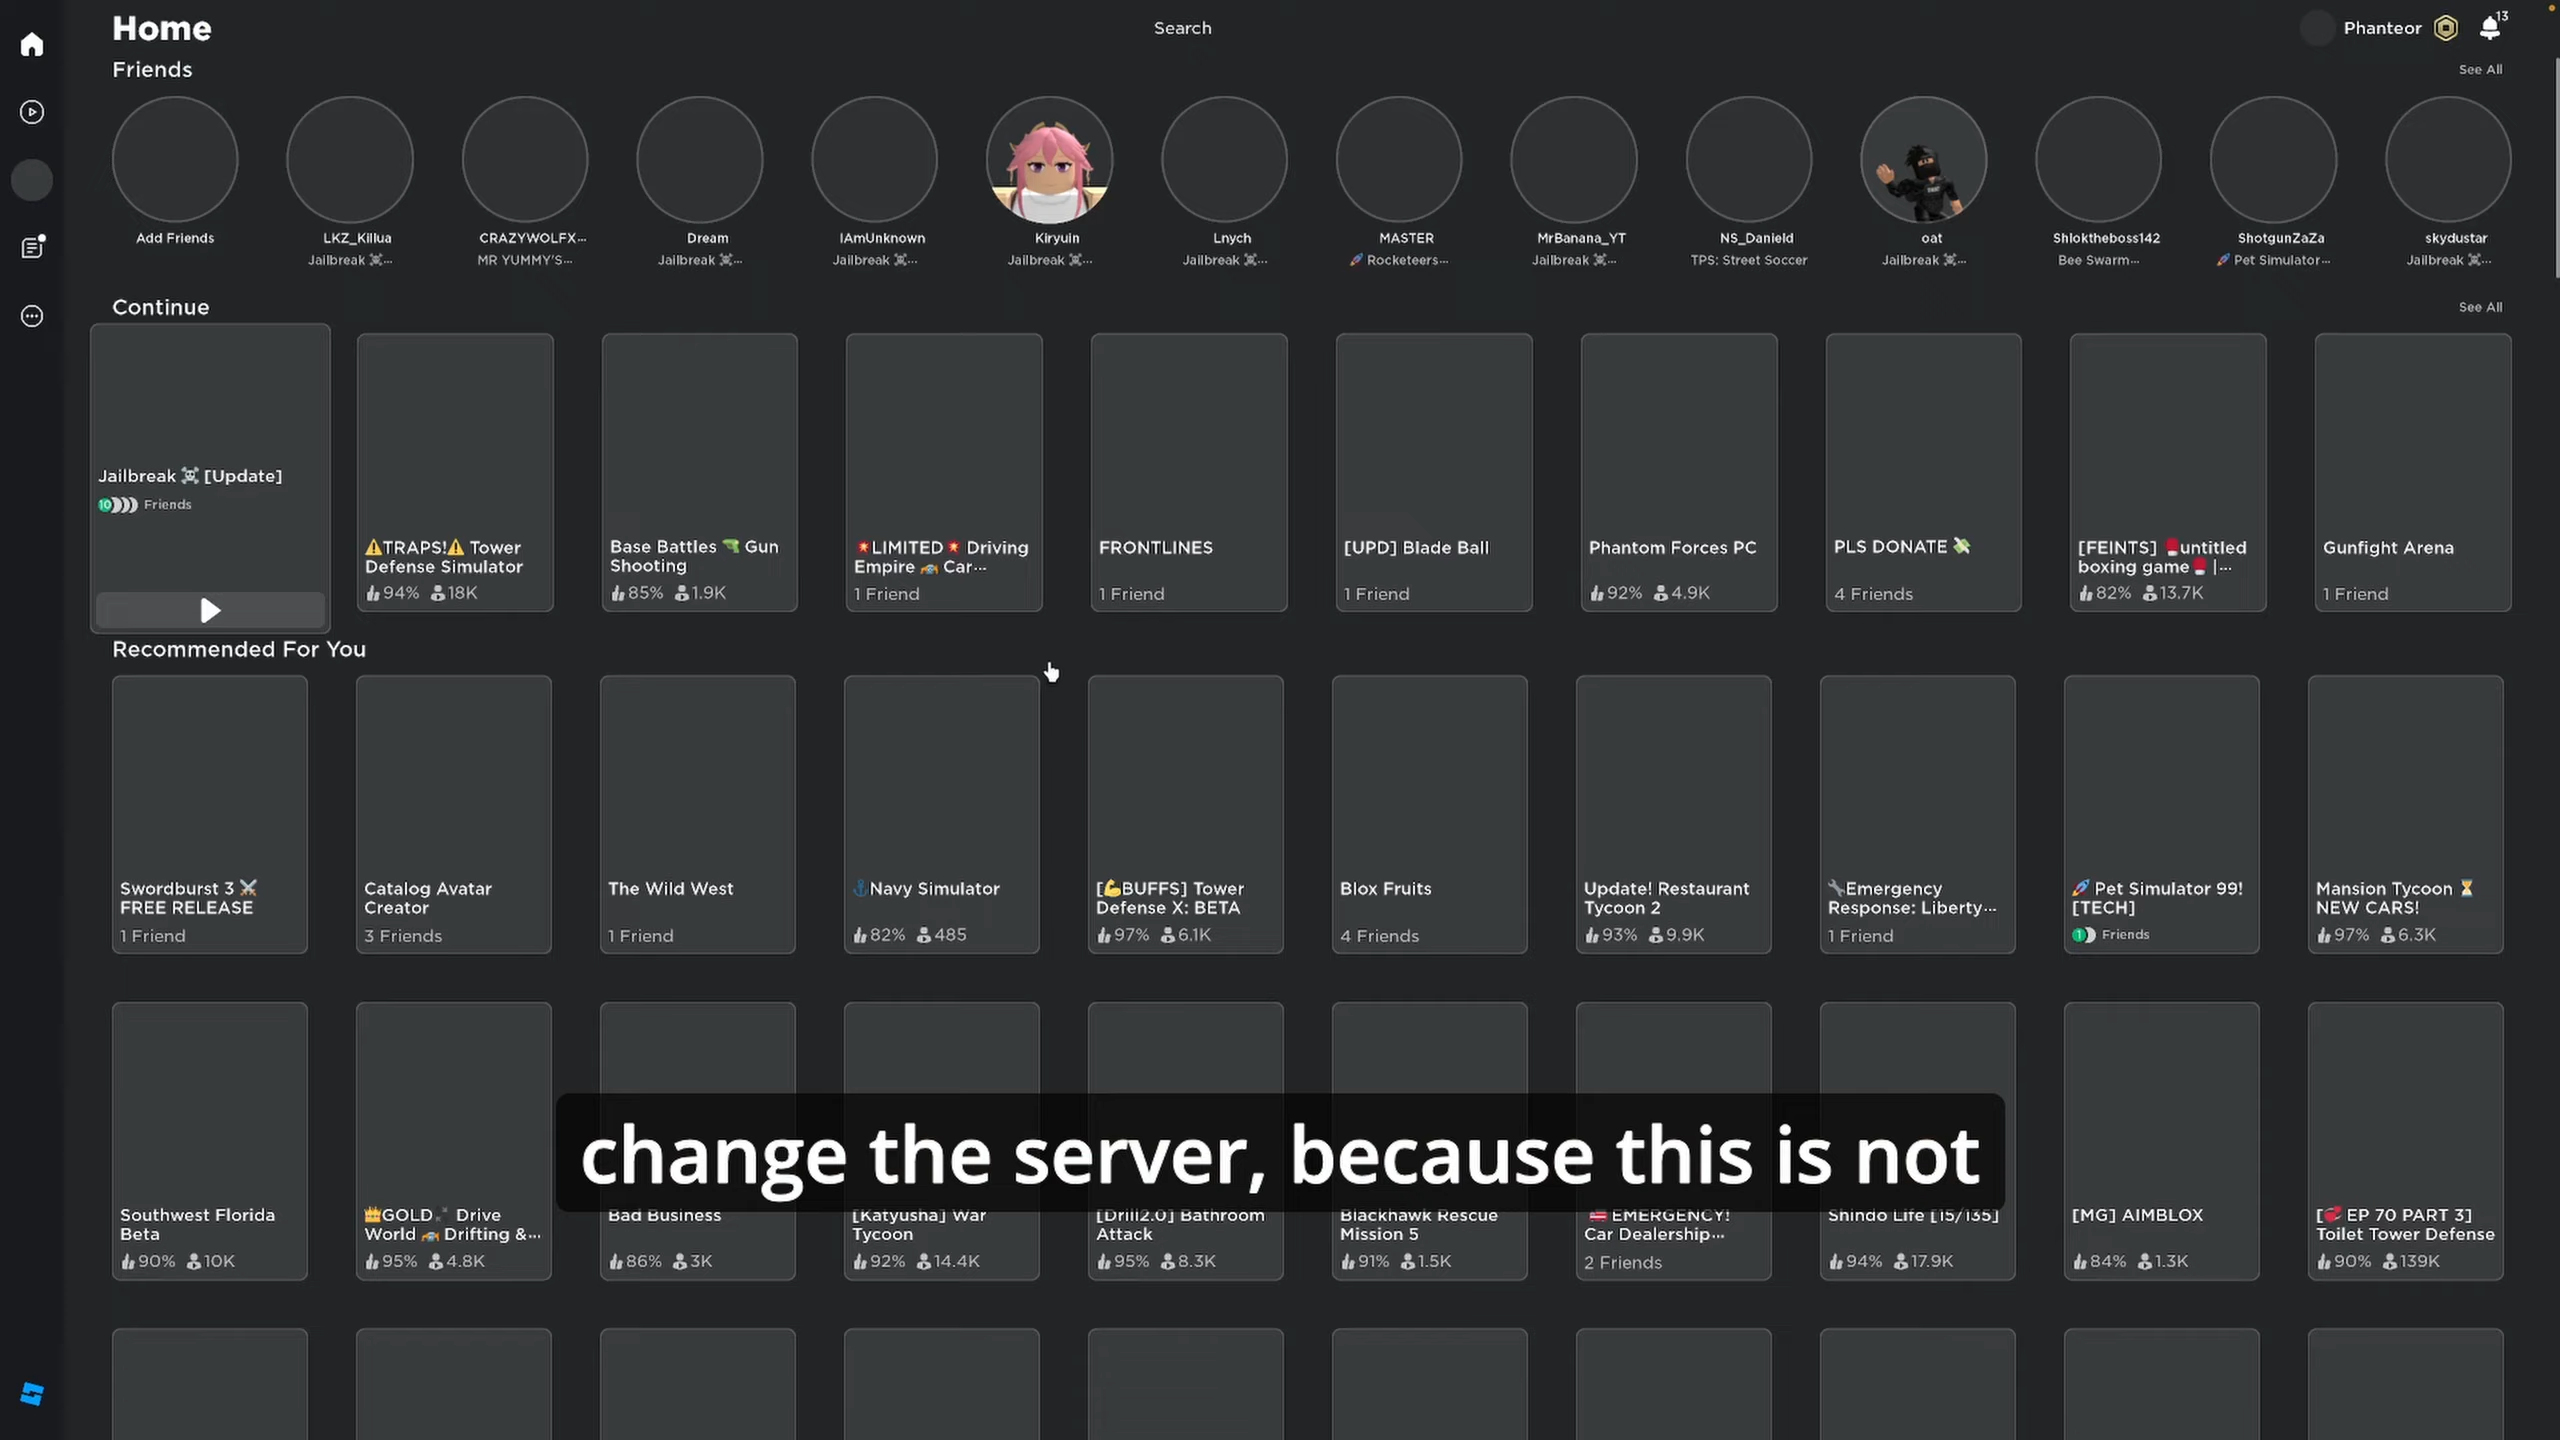 Home
Search
Phanteor
13
Friends
See All
Add Friends
LKZ_Killua
Jailbreak ☠️...
CRAZYWOLFX...
MR YUMMY'S...
Dream
Jailbreak ☠️...
IAmUnknown
Jailbreak ☠️...
Kiryuin
Jailbreak ☠️...
Lnych
Jailbreak ☠️...
MASTER
🚀 Rocketeers...
MrBanana_YT
Jailbreak ☠️...
NS_Danield
TPS: Street Soccer
oat
Jailbreak ☠️...
Shloktheboss142
Bee Swarm...
ShotgunZaZa
🚀 Pet Simulator...
skydustar
Jailbreak ☠️...
Continue
See All
Jailbreak ☠️ [Update]
10 Friends
⚠️TRAPS!⚠️ Tower
Defense Simulator
94% 18K
Base Battles 🔫 Gun
Shooting
85% 1.9K
💥LIMITED💥 Driving
Empire 🚗 Car...
1 Friend
FRONTLINES
1 Friend
[UPD] Blade Ball
1 Friend
Phantom Forces PC
92% 4.9K
PLS DONATE 💸
4 Friends
[FEINTS] 🥊untitled
boxing game🥊 |...
82% 13.7K
Gunfight Arena
1 Friend
Recommended For You
Swordburst 3 ⚔️
FREE RELEASE
1 Friend
Catalog Avatar
Creator
3 Friends
The Wild West
1 Friend
⚓Navy Simulator
82% 485
[💪BUFFS] Tower
Defense X: BETA
97% 6.1K
Blox Fruits
4 Friends
Update! Restaurant
Tycoon 2
93% 9.9K
🔧Emergency
Response: Liberty...
1 Friend
🚀 Pet Simulator 99!
[TECH]
1 Friends
Mansion Tycoon ⏳
NEW CARS!
97% 6.3K
change the server, because this is not
Southwest Florida
Beta
90% 10K
👑GOLD🏁 Drive
World 🚗 Drifting &...
95% 4.8K
Bad Business
86% 3K
[Katyusha] War
Tycoon
92% 14.4K
[Drill2.0] Bathroom
Attack
95% 8.3K
Blackhawk Rescue
Mission 5
91% 1.5K
EMERGENCY!
Car Dealership...
2 Friends
Shindo Life [15/135]
94% 17.9K
[MG] AIMBLOX
84% 1.3K
[💞 EP 70 PART 3]
Toilet Tower Defense
90% 139K